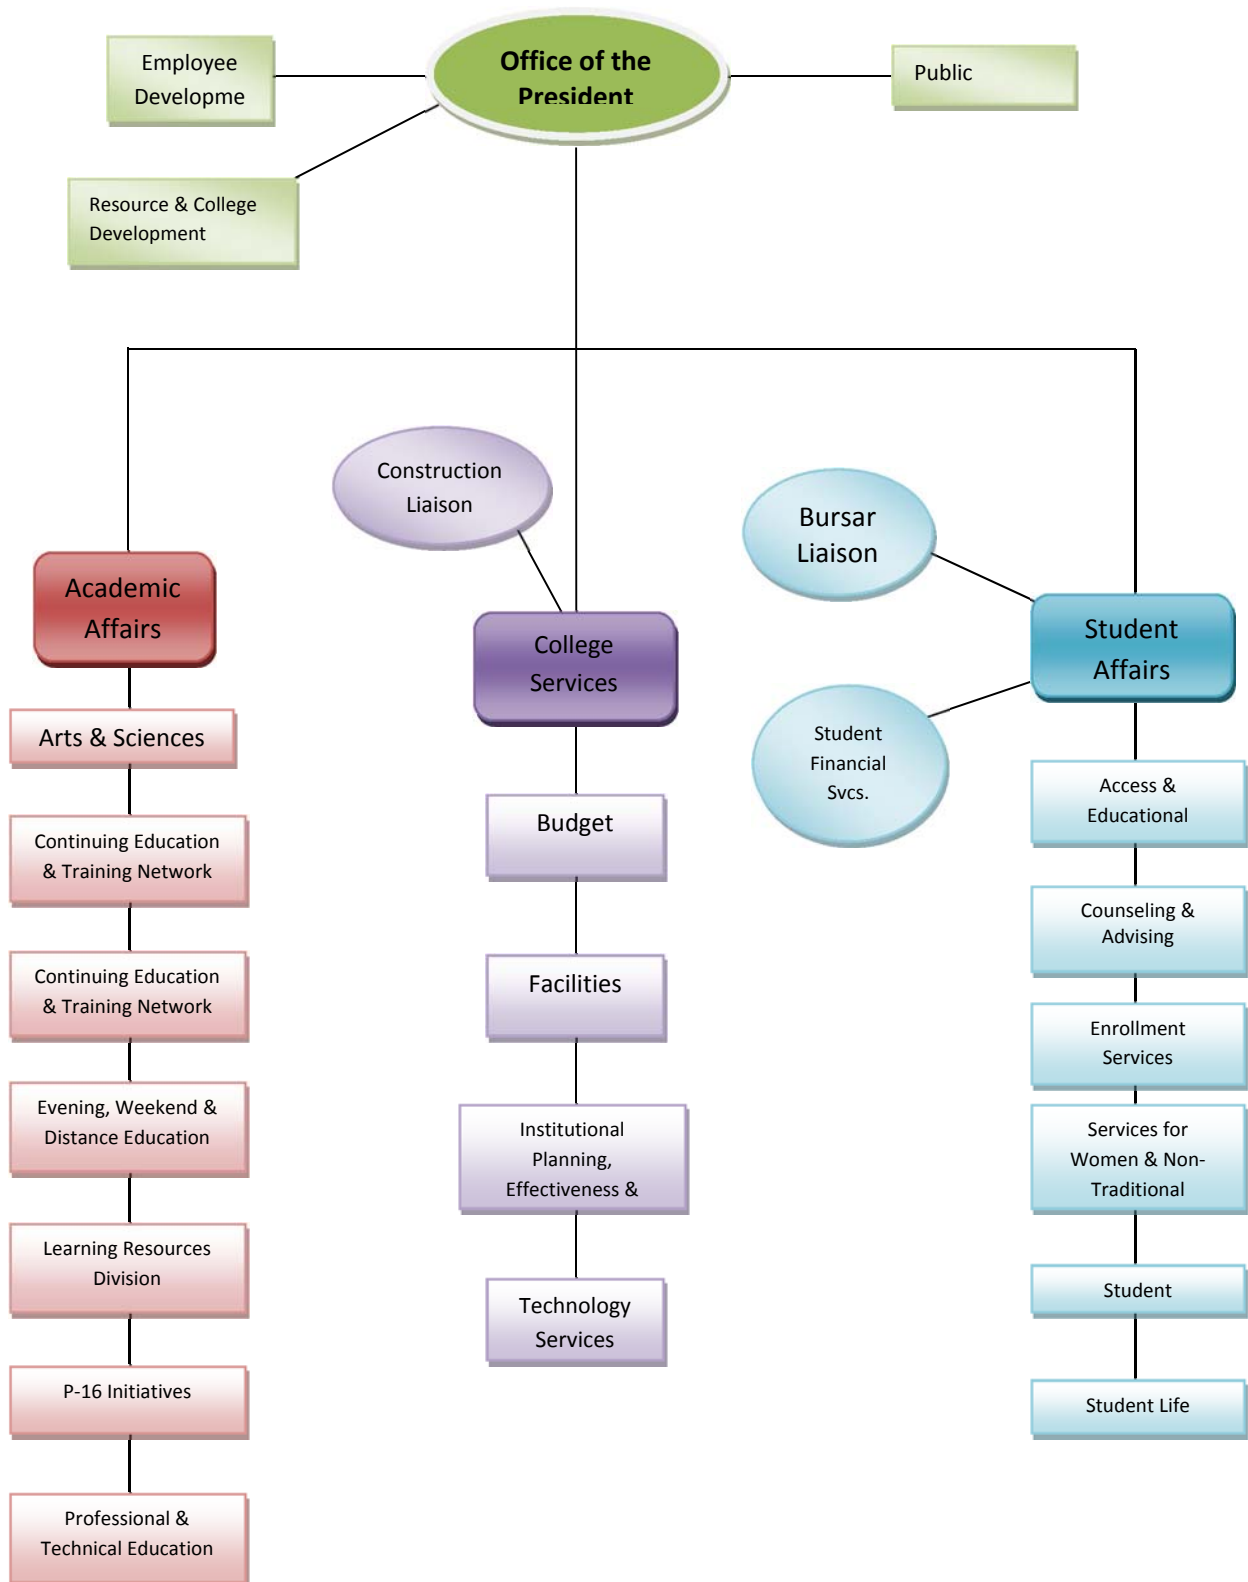 Office of the
President
Employee
Developme
Public
Resource & College
Development
Construction
Liaison
Bursar
Liaison
Student
Financial
Svcs.
Academic
Affairs
Arts & Sciences
Continuing Education
& Training Network
Continuing Education
& Training Network
Evening, Weekend &
Distance Education
Learning Resources
Division
P-16 Initiatives
Professional &
Technical Education
College
Services
Budget
Facilities
Institutional
Planning,
Effectiveness &
Technology
Services
Student
Affairs
Access &
Educational
Counseling &
Advising
Enrollment
Services
Services for
Women & Non-
Traditional
Student
Student Life